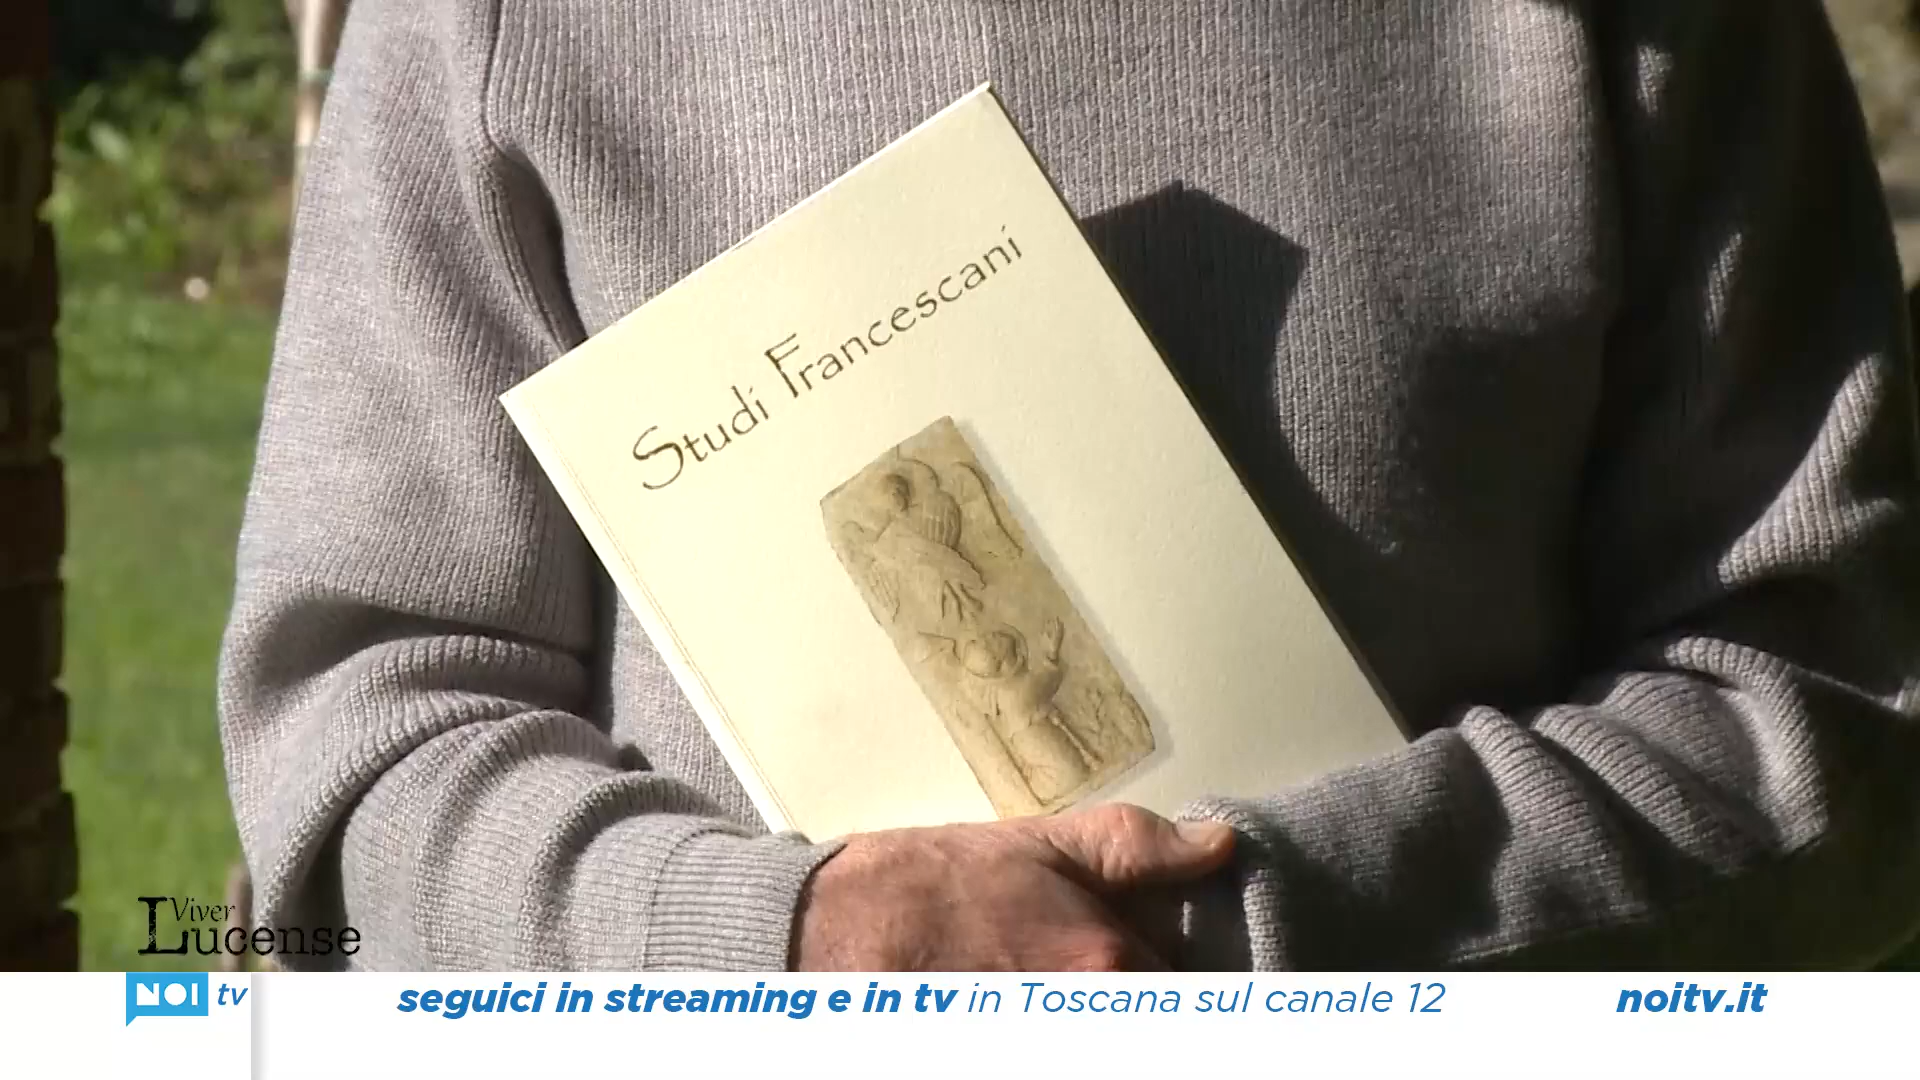 Studi Francescani
Viver
Lucense
NOI tv
seguici in streaming e in tv in Toscana sul canale 12
noitv.it